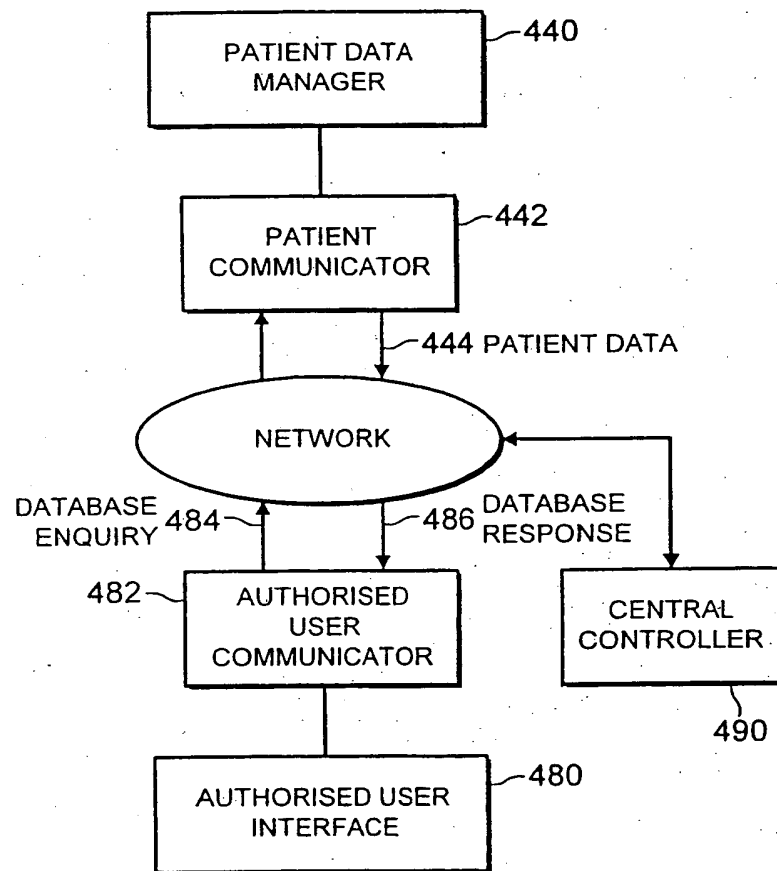 PATIENT DATA
MANAGER
440
PATIENT
COMMUNICATOR
442
444 PATIENT DATA
NETWORK
DATABASE
ENQUIRY 484
486 DATABASE
RESPONSE
482
AUTHORISED
USER
COMMUNICATOR
CENTRAL
CONTROLLER
490
480
AUTHORISED USER
INTERFACE